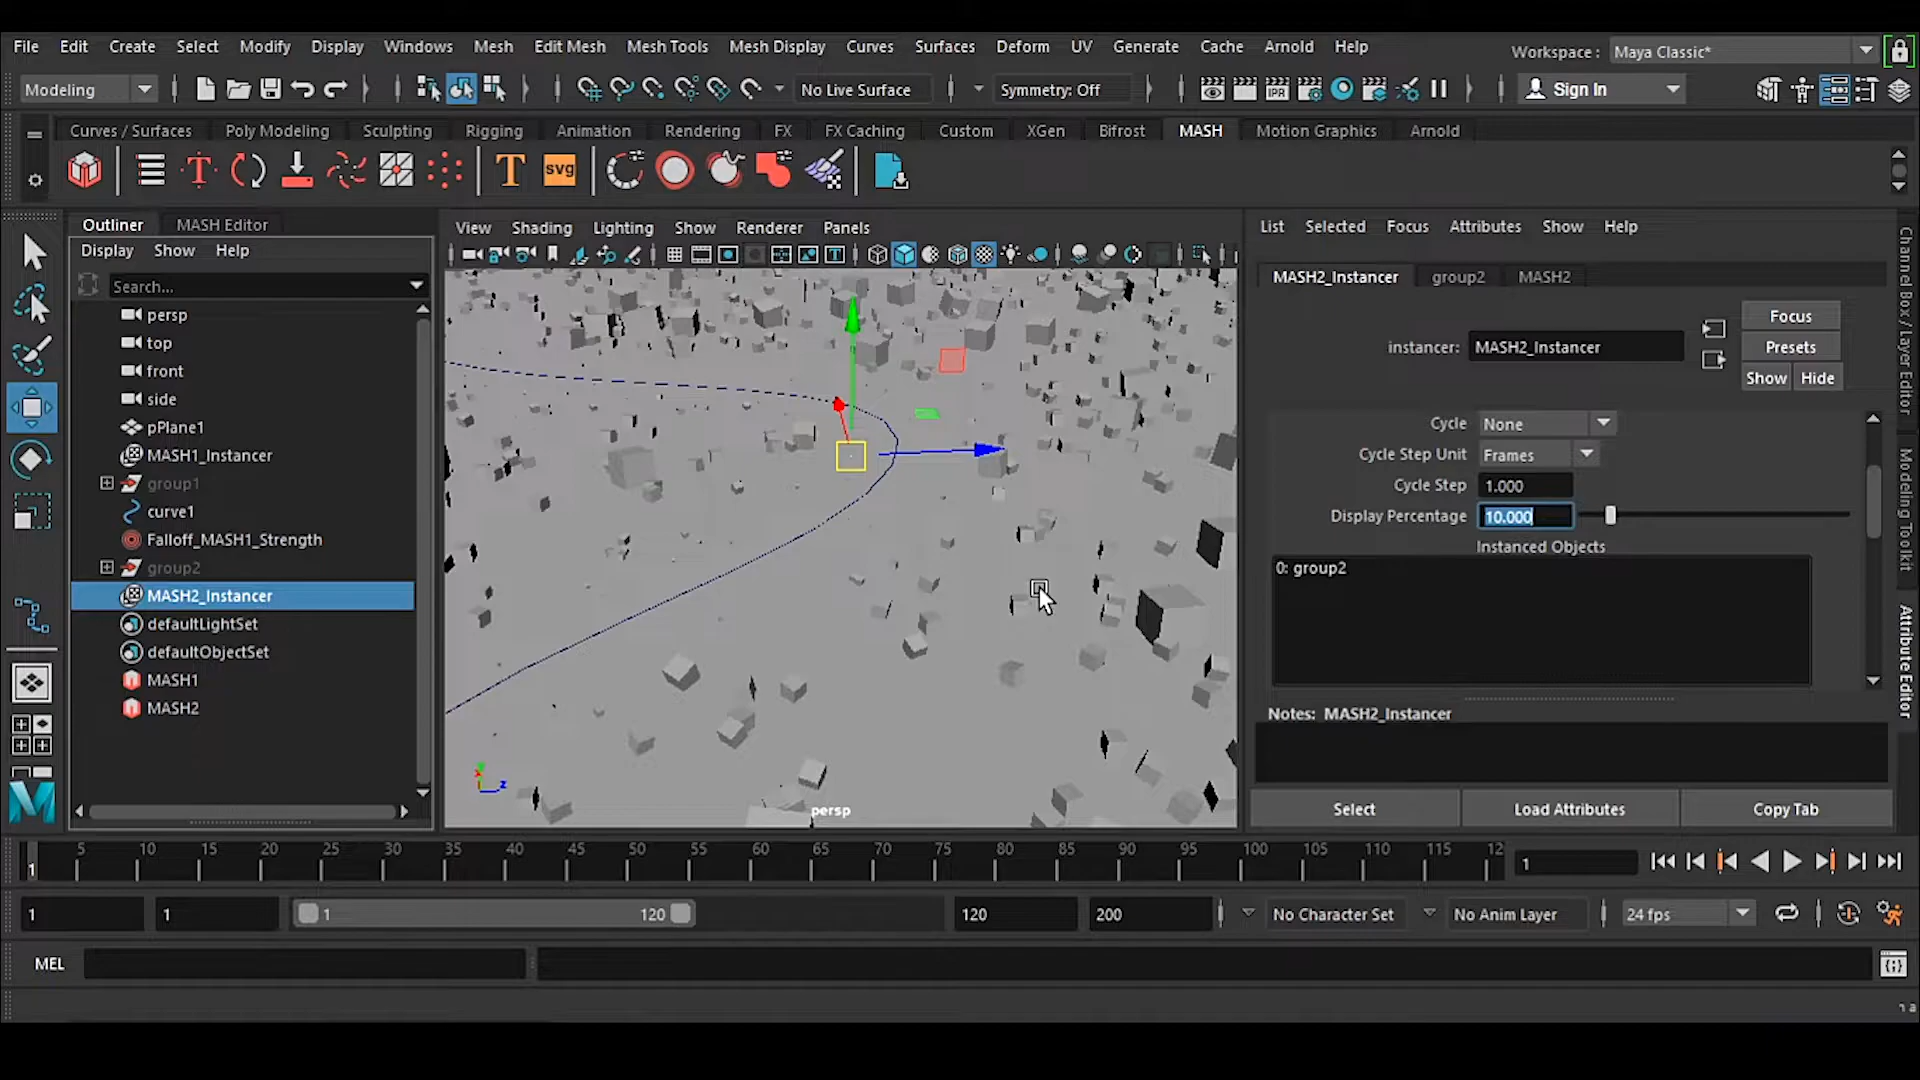 File Edit Create Select Modify Display Windows Mesh Edit Mesh Mesh Tools Mesh Display Curves Surfaces Deform UV Generate Cache Arnold Help Workspace : Maya Classic*
Modeling No Live Surface Symmetry: Off IPR Sign In
Curves / Surfaces Poly Modeling Sculpting Rigging Animation Rendering FX FX Caching Custom XGen Bifrost MASH Motion Graphics Arnold
T T svg
Outliner MASH Editor
Display Show Help
Search...
persp
top
front
side
pPlane1
MASH1_Instancer
group1
curve1
Falloff_MASH1_Strength
group2
MASH2_Instancer
defaultLightSet
defaultObjectSet
MASH1
MASH2
View Shading Lighting Show Renderer Panels
persp
List Selected Focus Attributes Show Help
MASH2_Instancer group2 MASH2
instancer: MASH2_Instancer
Focus
Presets
Show Hide
Cycle None
Cycle Step Unit Frames
Cycle Step 1.000
Display Percentage 10.000
Instanced Objects
0: group2
Notes: MASH2_Instancer
Select Load Attributes Copy Tab
Channel Box / Layer Editor
Modeling Toolkit
Attribute Editor
5 10 15 20 25 30 35 40 45 50 55 60 65 70 75 80 85 90 95 100 105 110 115 12
1 1
1 1 1 120 120 200 No Character Set No Anim Layer 24 fps
MEL